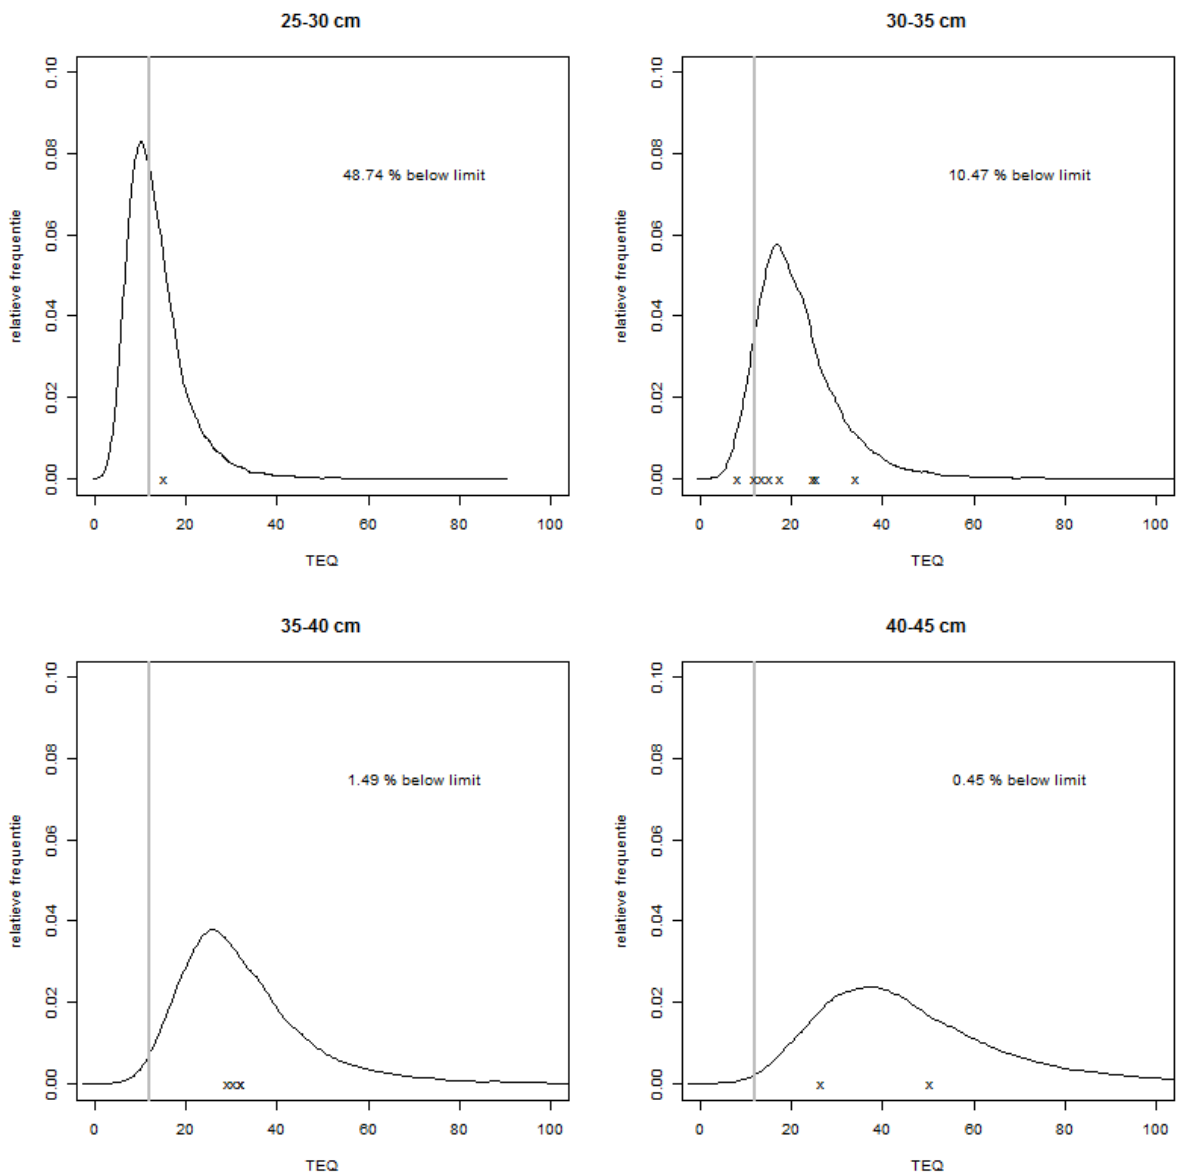 25-30 cm
0.00 0.02 0.04 0.06 0.08 0.10
relatieve frequentie
48.74 % below limit
0 20 40 60 80 100
TEQ
30-35 cm
0.00 0.02 0.04 0.06 0.08 0.10
relatieve frequentie
10.47 % below limit
0 20 40 60 80 100
TEQ
35-40 cm
0.00 0.02 0.04 0.06 0.08 0.10
relatieve frequentie
1.49 % below limit
0 20 40 60 80 100
TEQ
40-45 cm
0.00 0.02 0.04 0.06 0.08 0.10
relatieve frequentie
0.45 % below limit
0 20 40 60 80 100
TEQ